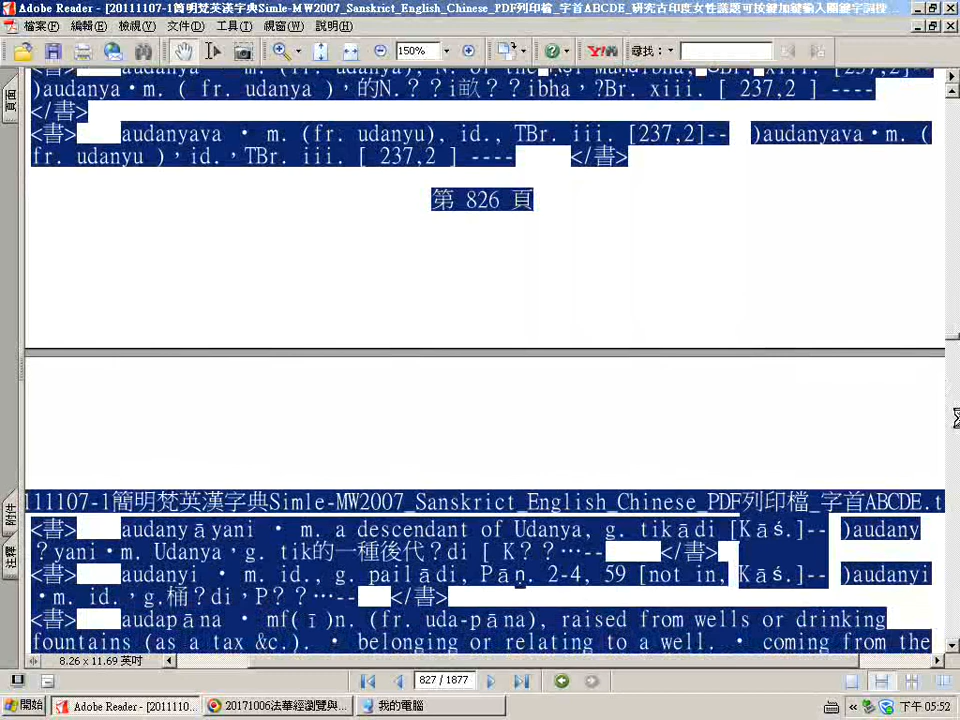 Adobe Reader - [20111107-1簡明梵英漢字典Simle-MW2007_Sanskrict_English_Chinese_PDF列印檔_字首ABCDE_研究古印度女性議題可按鍵加鍵輸入關鍵字詞搜
檔案(F) 編輯(E) 檢視(V) 文件(D) 工具(T) 視窗(W) 說明(H)
150% 尋找：
頁面
)audanya‧m. ( fr. udanya )，的N.？？i畝？？ibha，?Br. xiii. [ 237,2 ] ----
</書>
<書> audanyava ‧ m. (fr. udanyu), id., TBr. iii. [237,2]-- )audanyava‧m. (
fr. udanyu )，id.，TBr. iii. [ 237,2 ] ---- </書>
第 826 頁
111107-1簡明梵英漢字典Simle-MW2007_Sanskrict_English_Chinese_PDF列印檔_字首ABCDE.t
<書> audanyāyani ‧ m. a descendant of Udanya, g. tikādi [Kāś.]-- )audany
？yani‧m. Udanya，g. tik的一種後代？di [ K？？…-- </書>
<書> audanyi ‧ m. id., g. pailādi, Pāṇ. 2-4, 59 [not in, Kāś.]-- )audanyi
‧m. id.，g.桶？di，P？？…-- </書>
<書> audapāna ‧ mf(ī)n. (fr. uda-pāna), raised from wells or drinking
fountains (as a tax &c.). ‧ belonging or relating to a well. ‧ coming from the
附件
注釋
8.26 x 11.69 英吋
827 / 1877
開始 Adobe Reader - [2011110... 20171006法華經瀏覽與... 我的電腦 下午 05:52